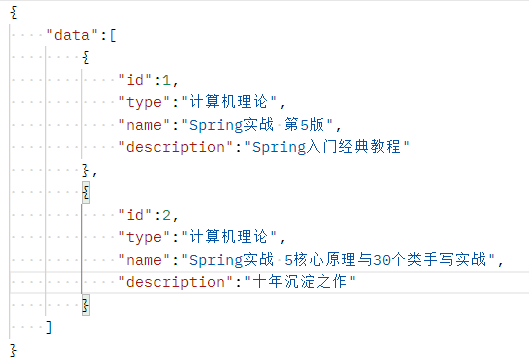 {
"data":[
{
"id":1,
"type":"计算机理论",
"name":"Spring实战 第5版",
"description":"Spring入门经典教程"
},
{
"id":2,
"type":"计算机理论",
"name":"Spring实战 5核心原理与30个类手写实战",
"description":"十年沉淀之作"
}
]
}